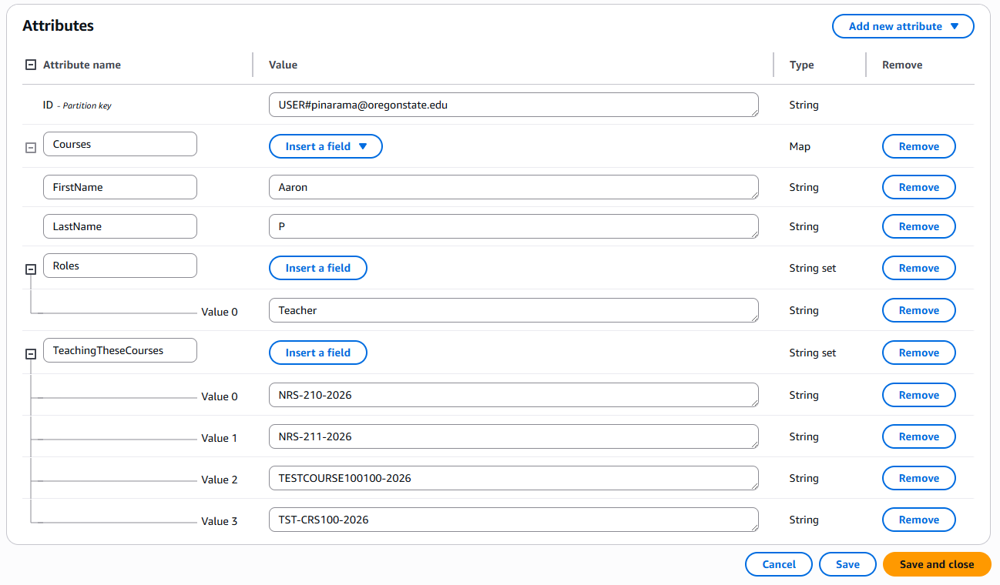 Attributes
Add new attribute
Attribute name Value Type Remove
ID - Partition key USER#pinarama@oregonstate.edu String
Courses Insert a field Map Remove
FirstName Aaron String Remove
LastName P String Remove
Roles Insert a field String set Remove
Value 0 Teacher String Remove
TeachingTheseCourses Insert a field String set Remove
Value 0 NRS-210-2026 String Remove
Value 1 NRS-211-2026 String Remove
Value 2 TESTCOURSE100100-2026 String Remove
Value 3 TST-CRS100-2026 String Remove
Cancel Save Save and close